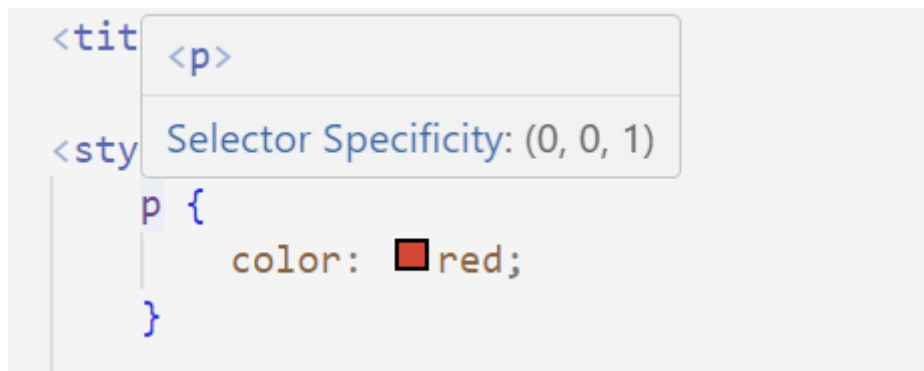 <tit
<p>
Selector Specificity: (0, 0, 1)
<sty
p {
color: red;
}